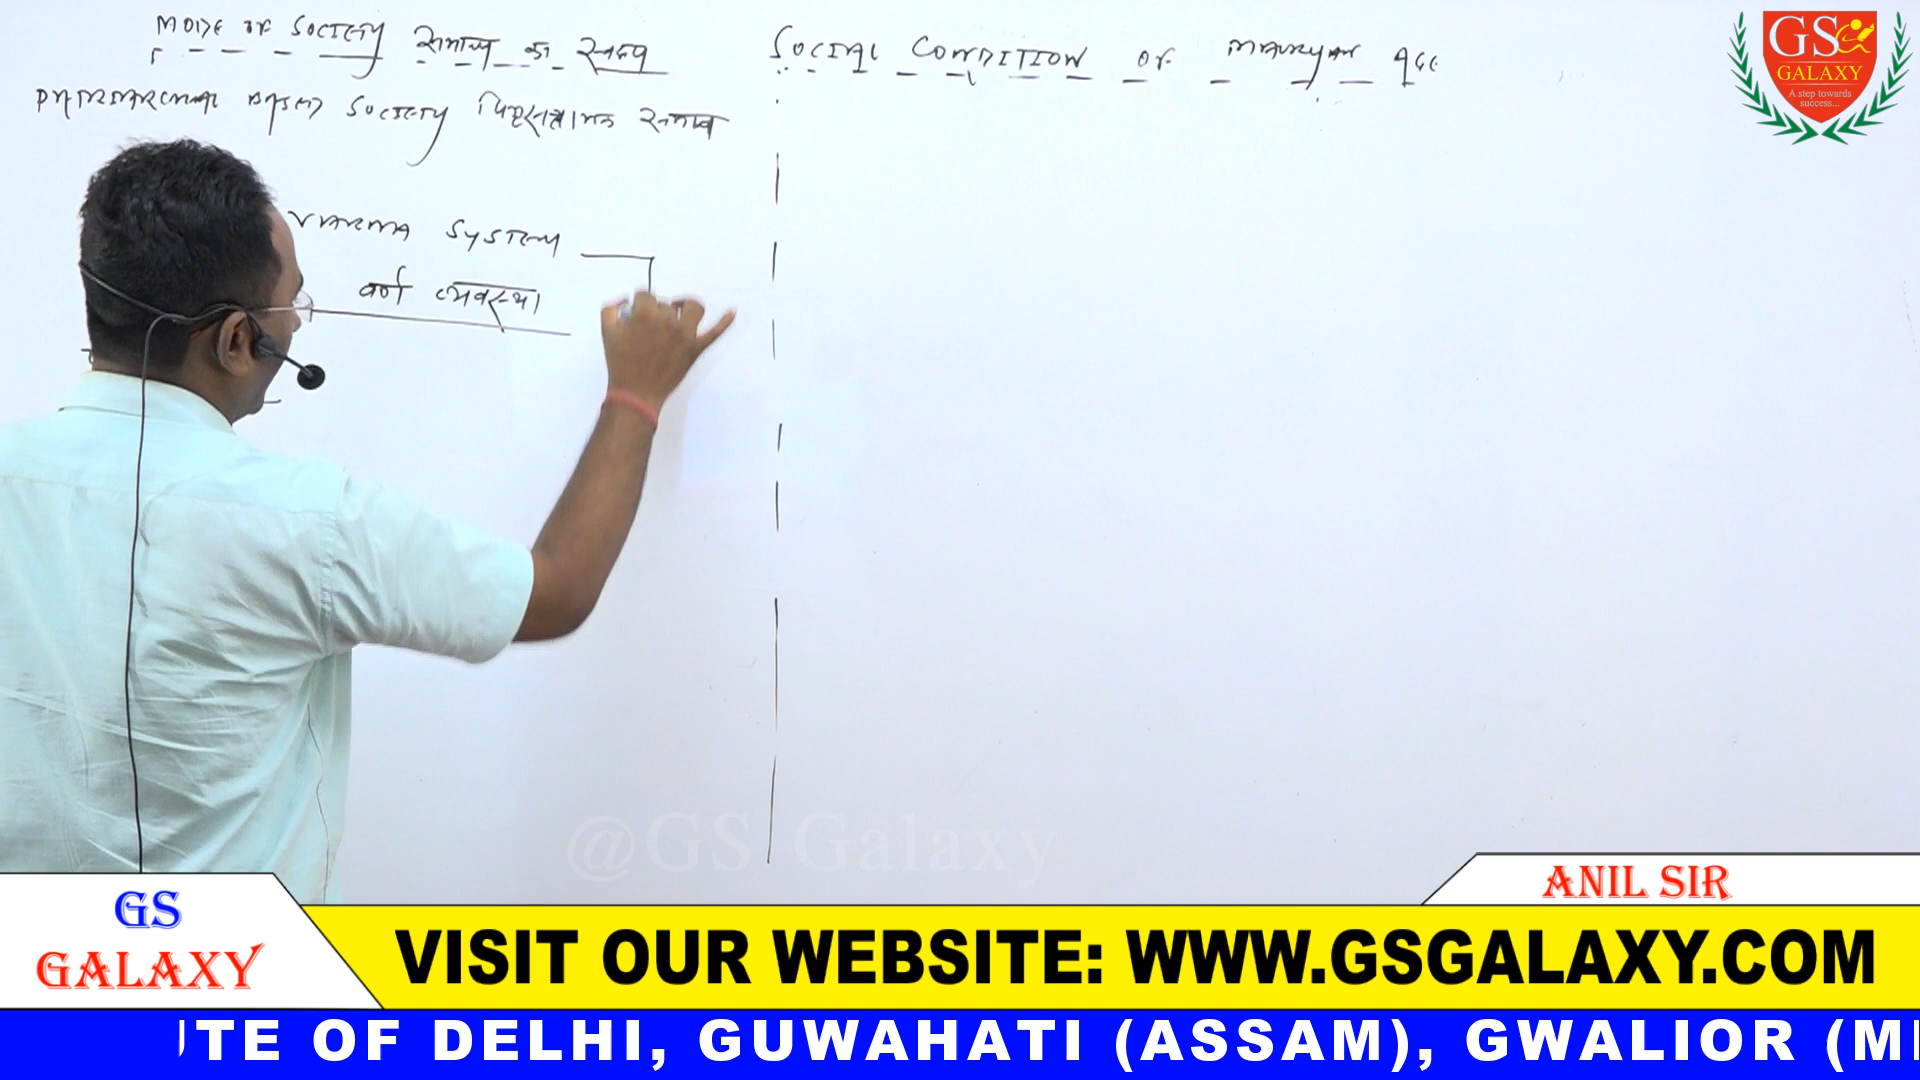 MODE OF SOCIETY समाज का स्वरूप
SOCIAL CONDITION OF MAURYAN AGE
PATRIARCHAL BASED SOCIETY पितृसत्तात्मक समाज
VARNA SYSTEM
वर्ण व्यवस्था
GS
GALAXY
A step towards
success...
@GS Galaxy
ANIL SIR
GS
GALAXY
VISIT OUR WEBSITE: WWW.GSGALAXY.COM
UTE OF DELHI, GUWAHATI (ASSAM), GWALIOR (M